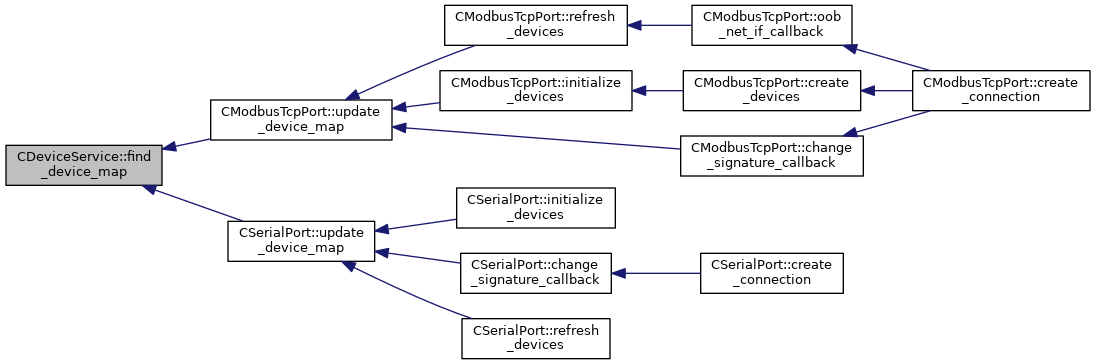 CDeviceService::find
_device_map
CModbusTcpPort::update
_device_map
CModbusTcpPort::refresh
_devices
CModbusTcpPort::oob
_net_if_callback
CModbusTcpPort::create
_connection
CModbusTcpPort::initialize
_devices
CModbusTcpPort::create
_devices
CModbusTcpPort::change
_signature_callback
CSerialPort::update
_device_map
CSerialPort::initialize
_devices
CSerialPort::change
_signature_callback
CSerialPort::create
_connection
CSerialPort::refresh
_devices